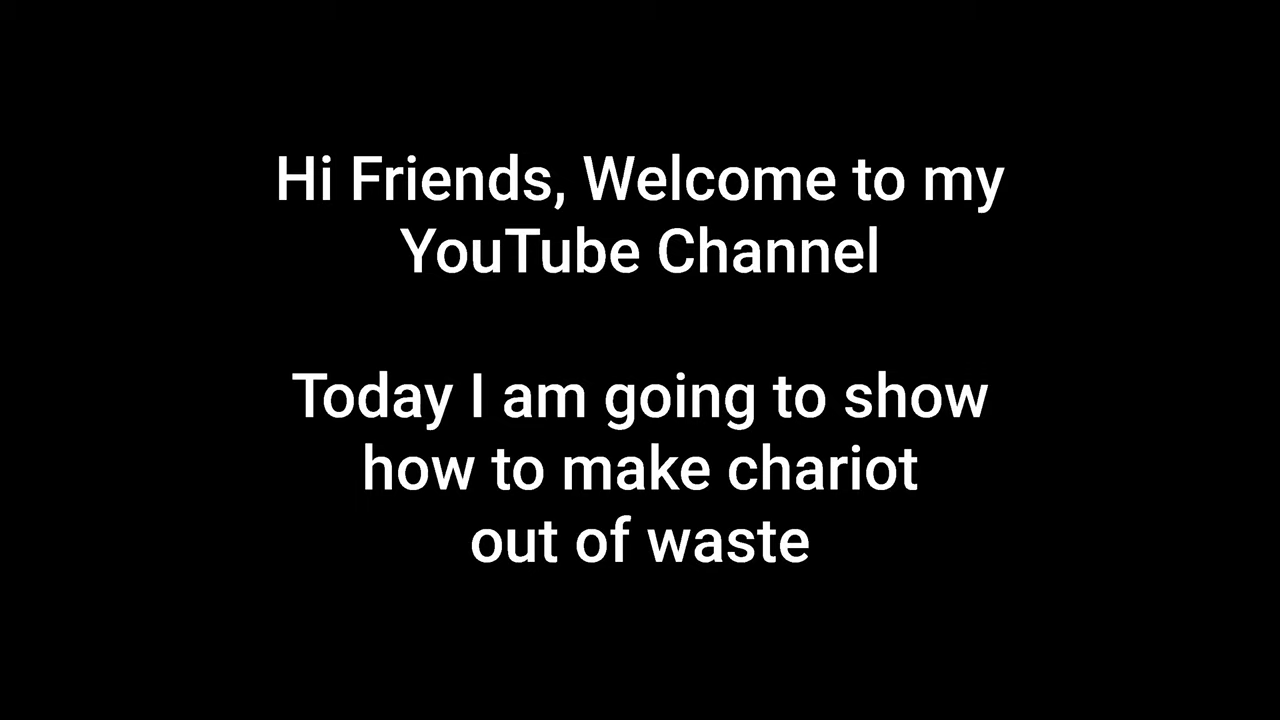 Hi Friends, Welcome to my
YouTube Channel
Today I am going to show
how to make chariot
out of waste